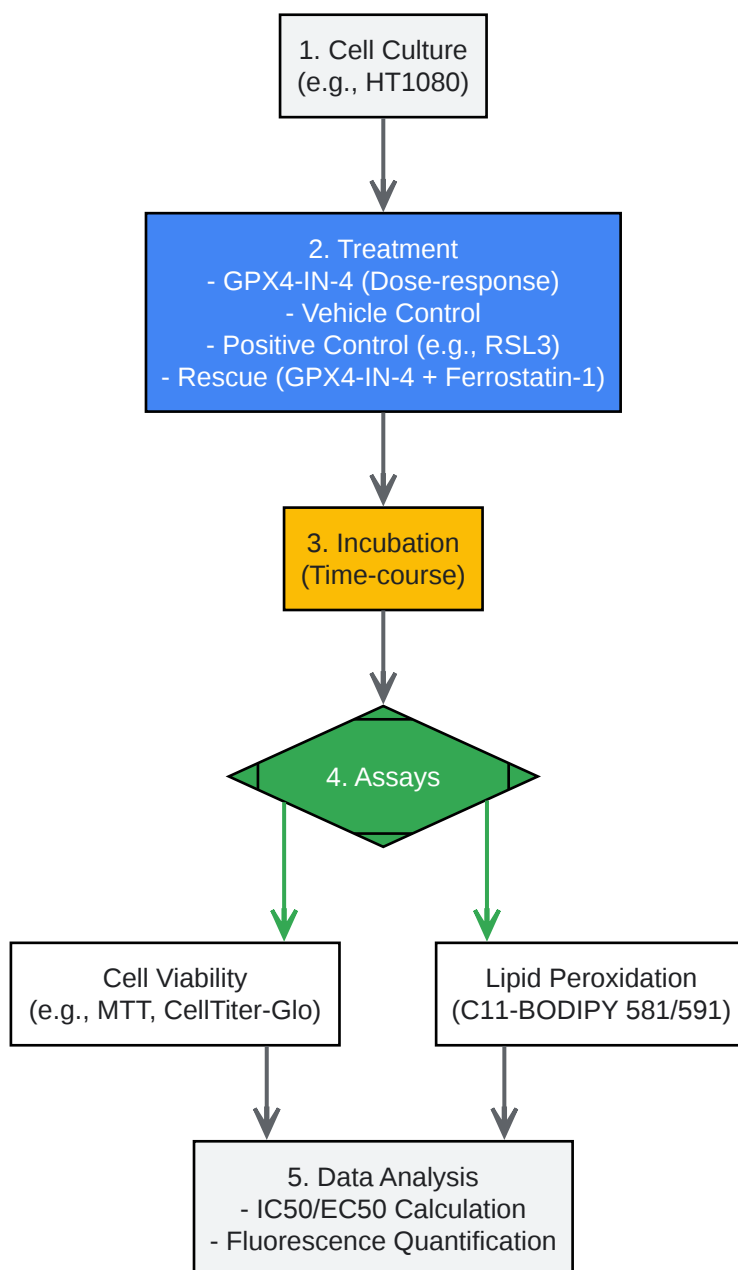 1. Cell Culture
(e.g., HT1080)
2. Treatment
- GPX4-IN-4 (Dose-response)
- Vehicle Control
- Positive Control (e.g., RSL3)
- Rescue (GPX4-IN-4 + Ferrostatin-1)
3. Incubation
(Time-course)
4. Assays
Cell Viability
(e.g., MTT, CellTiter-Glo)
Lipid Peroxidation
(C11-BODIPY 581/591)
5. Data Analysis
- IC50/EC50 Calculation
- Fluorescence Quantification